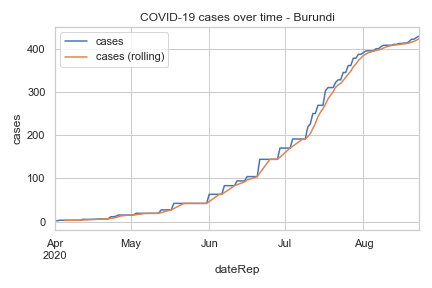 COVID-19 cases over time - Burundi
cases
cases (rolling)
400
300
200
100
0
cases
Apr
2020
May
Jun
Jul
Aug
dateRep